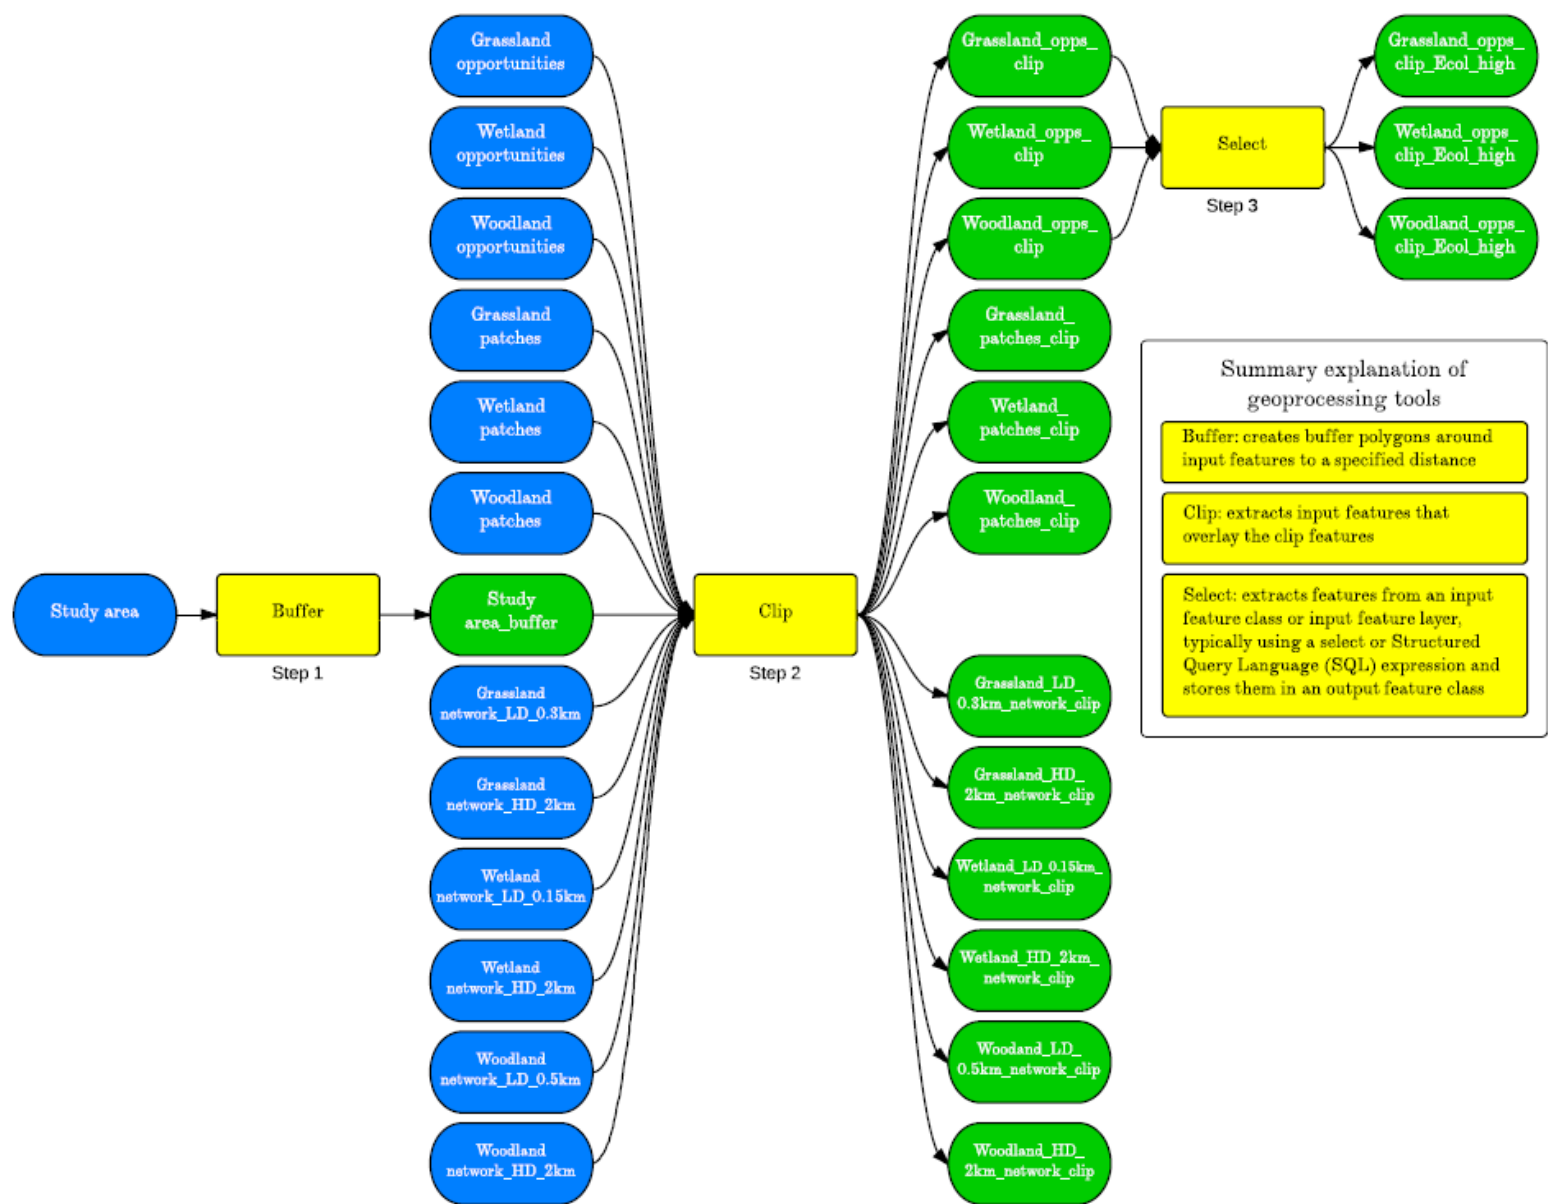 Grassland
opportunities
Wetland
opportunities
Woodland
opportunities
Grassland
patches
Wetland
patches
Woodland
patches
Study area
Buffer
Step 1
Study
area_buffer
Grassland
network_LD_0.3km
Grassland
network_HD_2km
Wetland
network_LD_0.15km
Wetland
network_HD_2km
Woodland
network_LD_0.5km
Woodland
network_HD_2km
Clip
Step 2
Grassland_opps_
clip
Wetland_opps_
clip
Woodland_opps_
clip
Grassland_
patches_clip
Wetland_
patches_clip
Woodland_
patches_clip
Grassland_LD_
0.3km_network_clip
Grassland_HD_
2km_network_clip
Wetland_LD_0.15km_
network_clip
Wetland_HD_2km_
network_clip
Woodand_LD_
0.5km_network_clip
Woodland_HD_
2km_network_clip
Select
Step 3
Grassland_opps_
clip_Ecol_high
Wetland_opps_
clip_Ecol_high
Woodland_opps_
clip_Ecol_high
Summary explanation of
geoprocessing tools
Buffer: creates buffer polygons around
input features to a specified distance
Clip: extracts input features that
overlay the clip features
Select: extracts features from an input
feature class or input feature layer,
typically using a select or Structured
Query Language (SQL) expression and
stores them in an output feature class